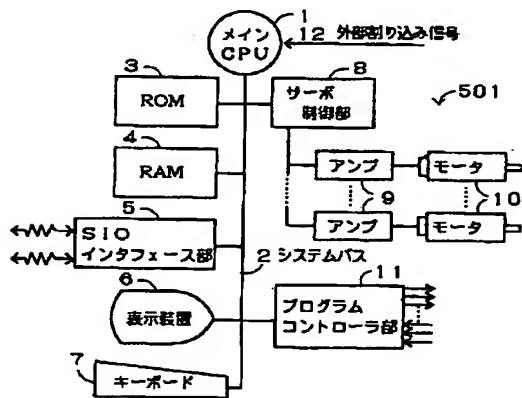 1
メイン
CPU
12 外部割り込み信号
3
ROM
8
サーボ
制御部
501
4
RAM
アンプ
モータ
9
10
アンプ
モータ
5
SIO
インタフェース部
2 システムバス
6
表示装置
11
プログラム
コントローラ部
7
キーボード